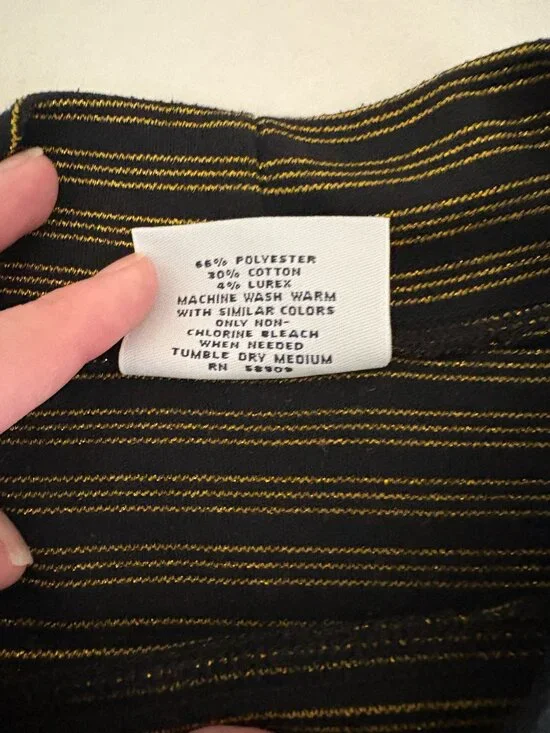 66% POLYESTER
30% COTTON
4% LUREX
MACHINE WASH WARM
WITH SIMILAR COLORS
ONLY NON-
CHLORINE BLEACH
WHEN NEEDED
TUMBLE DRY MEDIUM
RN 58909